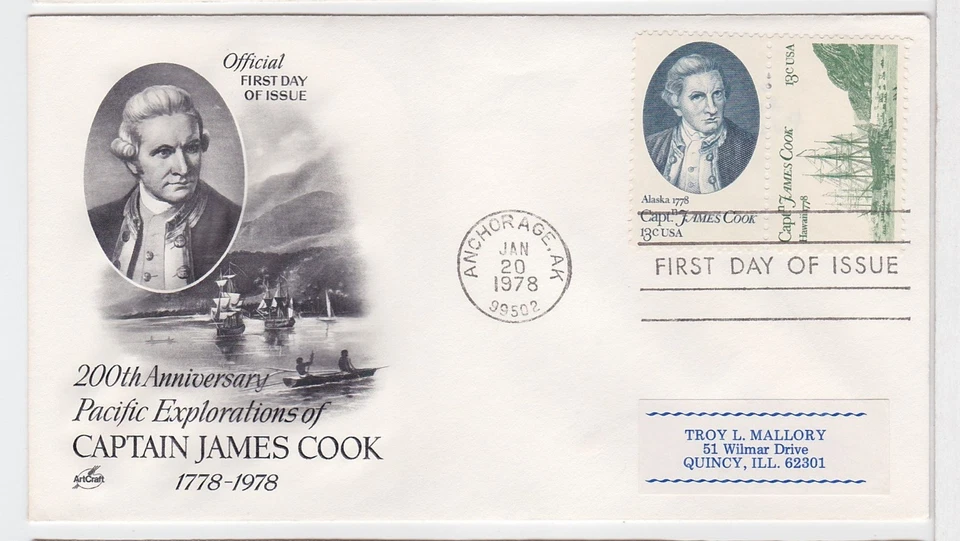 Official
FIRST DAY
OF ISSUE
200th Anniversary
Pacific Explorations of
CAPTAIN JAMES COOK
1778-1978
ArtCraft
ANCHORAGE, AK
JAN
20
1978
99502
Alaska 1778
Captn JAMES COOK
13c USA
Captn JAMES COOK
Hawaii 1778
13c USA
FIRST DAY OF ISSUE
TROY L. MALLORY
51 Wilmar Drive
QUINCY, ILL. 62301